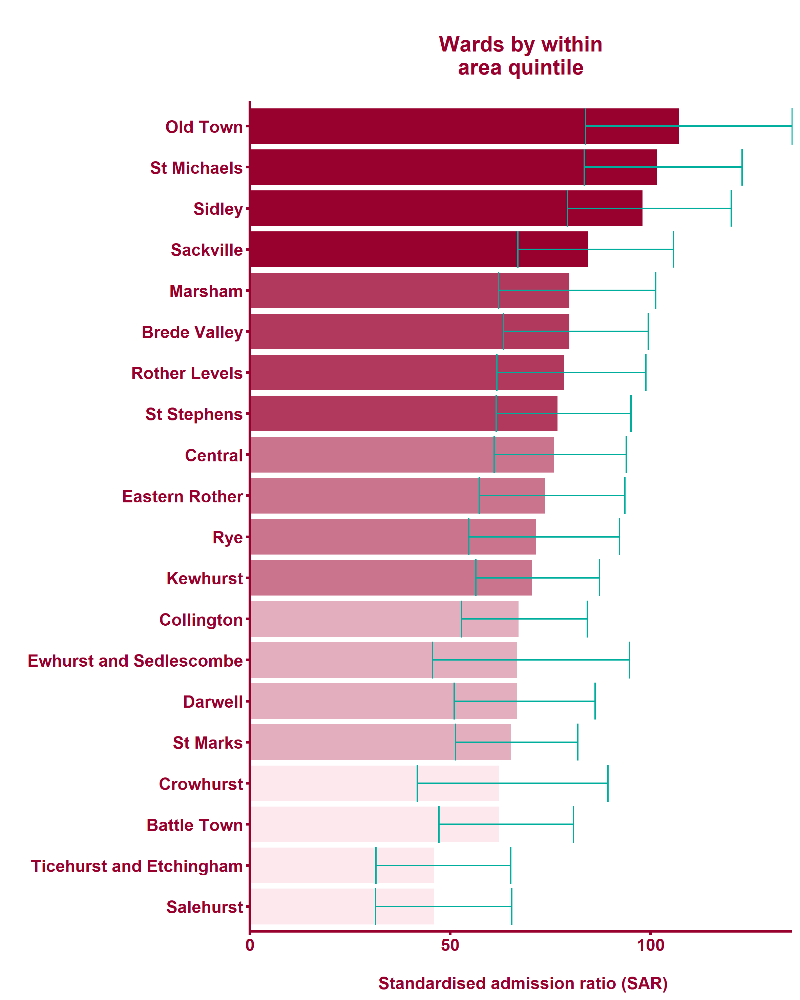 Wards by within
area quintile
Old Town
St Michaels
Sidley
Sackville
Marsham
Brede Valley
Rother Levels
St Stephens
Central
Eastern Rother
Rye
Kewhurst
Collington
Ewhurst and Sedlescombe
Darwell
St Marks
Crowhurst
Battle Town
Ticehurst and Etchingham
Salehurst
0 50 100
Standardised admission ratio (SAR)